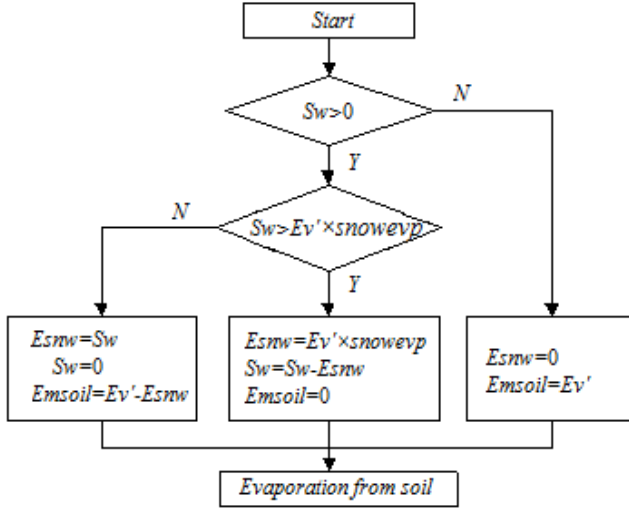 Start
Sw>0
N
Y
Sw>Ev'×snowevp
N
Y
Esnw=Sw
Sw=0
Emsoil=Ev'-Esnw
Esnw=Ev'×snowevp
Sw=Sw-Esnw
Emsoil=0
Esnw=0
Emsoil=Ev'
Evaporation from soil